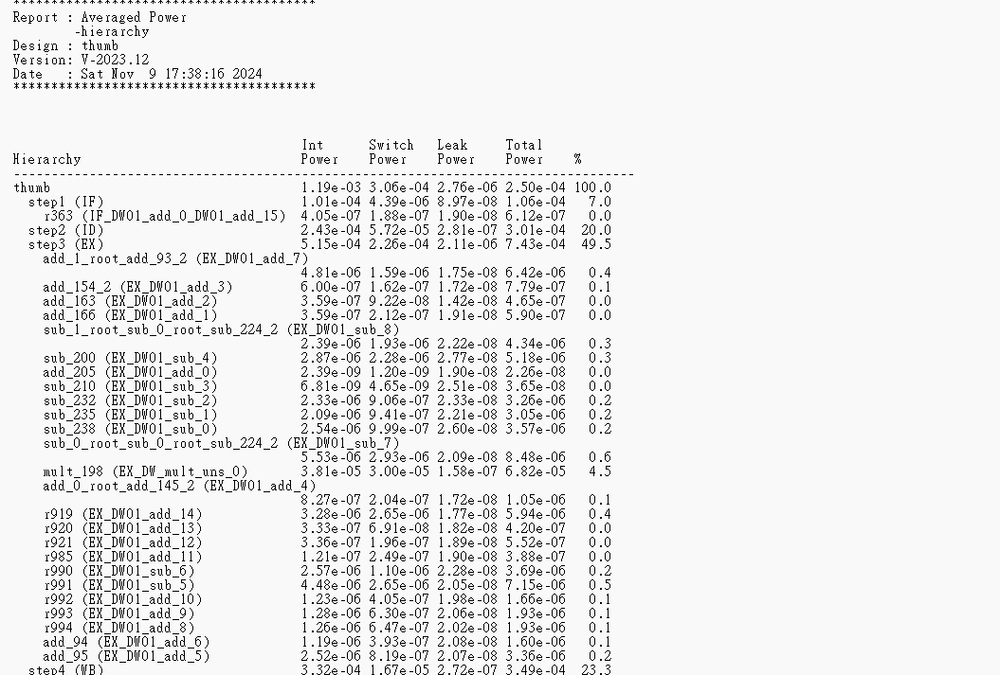 ****************************************
Report : Averaged Power
        -hierarchy
Design : thumb
Version: V-2023.12
Date   : Sat Nov  9 17:38:16 2024
****************************************
                                      Int      Switch   Leak     Total
Hierarchy                             Power    Power    Power    Power    %
--------------------------------------------------------------------------------
thumb                                 1.19e-03 3.06e-04 2.76e-06 2.50e-04 100.0
  step1 (IF)                          1.01e-04 4.39e-06 8.97e-08 1.06e-04   7.0
    r363 (IF_DW01_add_0_DW01_add_15)  4.05e-07 1.88e-07 1.90e-08 6.12e-07   0.0
  step2 (ID)                          2.43e-04 5.72e-05 2.81e-07 3.01e-04  20.0
  step3 (EX)                          5.15e-04 2.26e-04 2.11e-06 7.43e-04  49.5
    add_1_root_add_93_2 (EX_DW01_add_7)
                                      4.81e-06 1.59e-06 1.75e-08 6.42e-06   0.4
    add_154_2 (EX_DW01_add_3)         6.00e-07 1.62e-07 1.72e-08 7.79e-07   0.1
    add_163 (EX_DW01_add_2)           3.59e-07 9.22e-08 1.42e-08 4.65e-07   0.0
    add_166 (EX_DW01_add_1)           3.59e-07 2.12e-07 1.91e-08 5.90e-07   0.0
    sub_1_root_sub_0_root_sub_224_2 (EX_DW01_sub_8)
                                      2.39e-06 1.93e-06 2.22e-08 4.34e-06   0.3
    sub_200 (EX_DW01_sub_4)           2.87e-06 2.28e-06 2.77e-08 5.18e-06   0.3
    add_205 (EX_DW01_add_0)           2.39e-09 1.20e-09 1.90e-08 2.26e-08   0.0
    sub_210 (EX_DW01_sub_3)           6.81e-09 4.65e-09 2.51e-08 3.65e-08   0.0
    sub_232 (EX_DW01_sub_2)           2.33e-06 9.06e-07 2.33e-08 3.26e-06   0.2
    sub_235 (EX_DW01_sub_1)           2.09e-06 9.41e-07 2.21e-08 3.05e-06   0.2
    sub_238 (EX_DW01_sub_0)           2.54e-06 9.99e-07 2.60e-08 3.57e-06   0.2
    sub_0_root_sub_0_root_sub_224_2 (EX_DW01_sub_7)
                                      5.53e-06 2.93e-06 2.09e-08 8.48e-06   0.6
    mult_198 (EX_DW_mult_uns_0)       3.81e-05 3.00e-05 1.58e-07 6.82e-05   4.5
    add_0_root_add_145_2 (EX_DW01_add_4)
                                      8.27e-07 2.04e-07 1.72e-08 1.05e-06   0.1
    r919 (EX_DW01_add_14)             3.28e-06 2.65e-06 1.77e-08 5.94e-06   0.4
    r920 (EX_DW01_add_13)             3.33e-07 6.91e-08 1.82e-08 4.20e-07   0.0
    r921 (EX_DW01_add_12)             3.36e-07 1.96e-07 1.89e-08 5.52e-07   0.0
    r985 (EX_DW01_add_11)             1.21e-07 2.49e-07 1.90e-08 3.88e-07   0.0
    r990 (EX_DW01_sub_6)              2.57e-06 1.10e-06 2.28e-08 3.69e-06   0.2
    r991 (EX_DW01_sub_5)              4.48e-06 2.65e-06 2.05e-08 7.15e-06   0.5
    r992 (EX_DW01_add_10)             1.23e-06 4.05e-07 1.98e-08 1.66e-06   0.1
    r993 (EX_DW01_add_9)              1.28e-06 6.30e-07 2.06e-08 1.93e-06   0.1
    r994 (EX_DW01_add_8)              1.26e-06 6.47e-07 2.02e-08 1.93e-06   0.1
    add_94 (EX_DW01_add_6)            1.19e-06 3.93e-07 2.08e-08 1.60e-06   0.1
    add_95 (EX_DW01_add_5)            2.52e-06 8.19e-07 2.07e-08 3.36e-06   0.2
  step4 (WB)                          3.32e-04 1.67e-05 2.72e-07 3.49e-04  23.3